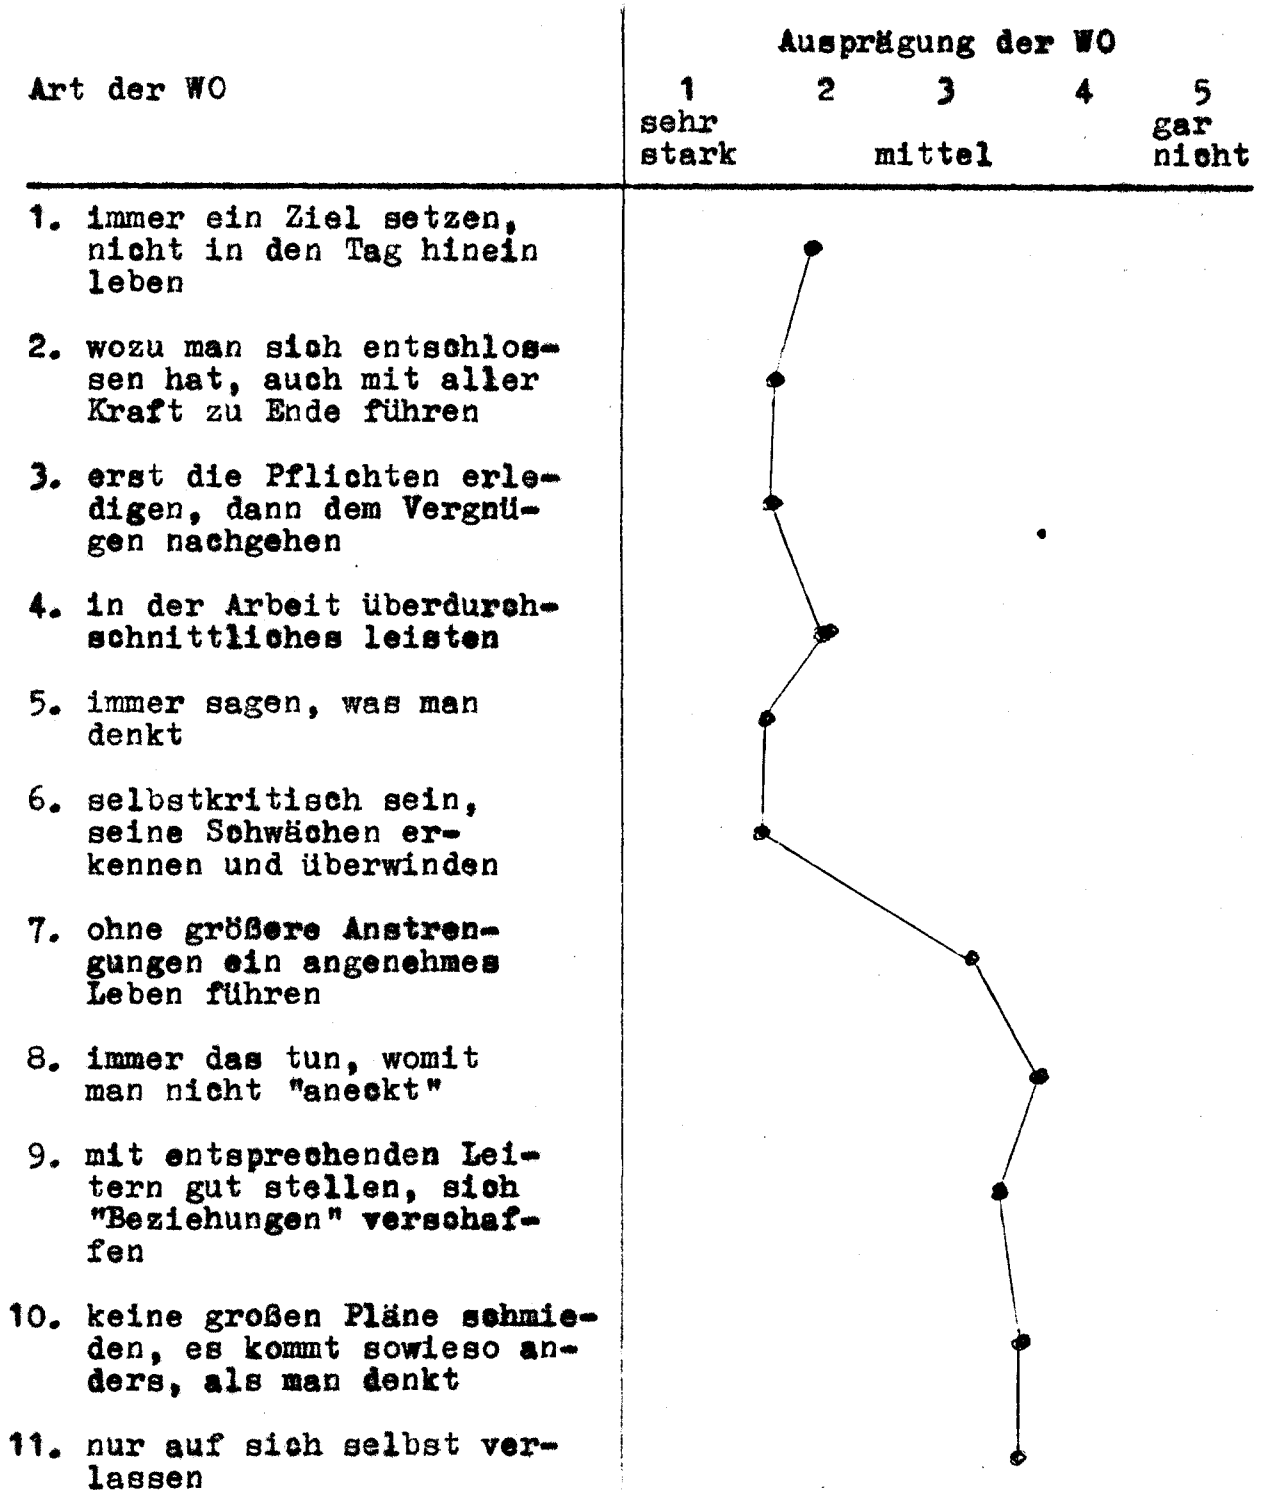 Ausprägung der WO
Art der WO 1 2 3 4 5
sehr gar
stark mittel nicht
1. immer ein Ziel setzen,
nicht in den Tag hinein
leben
2. wozu man sich entschlos-
sen hat, auch mit aller
Kraft zu Ende führen
3. erst die Pflichten erle-
digen, dann dem Vergnü-
gen nachgehen
4. in der Arbeit überdurch-
schnittliches leisten
5. immer sagen, was man
denkt
6. selbstkritisch sein,
seine Schwächen er-
kennen und überwinden
7. ohne größere Anstren-
gungen ein angenehmes
Leben führen
8. immer das tun, womit
man nicht "aneckt"
9. mit entsprechenden Lei-
tern gut stellen, sich
"Beziehungen" verschaf-
fen
10. keine großen Pläne schmie-
den, es kommt sowieso an-
ders, als man denkt
11. nur auf sich selbst ver-
lassen